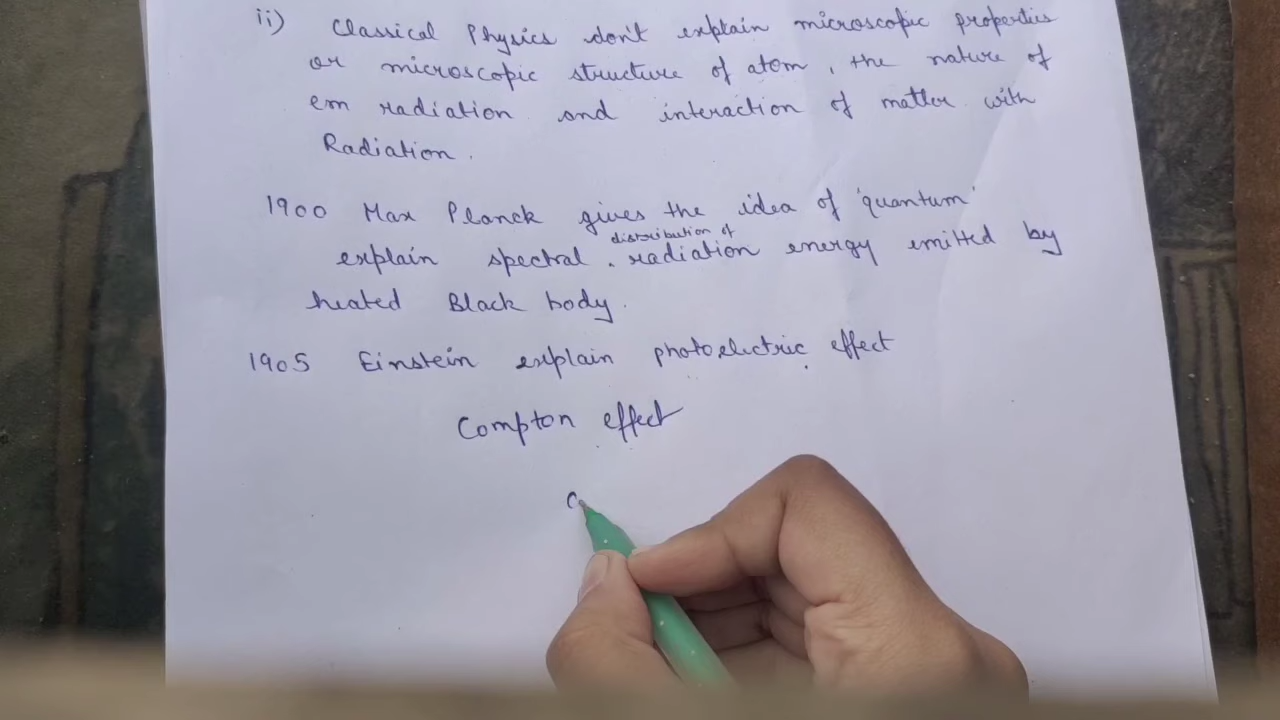 ii) Classical Physics don't explain microscopic properties
or microscopic structure of atom, the nature of
em radiation and interaction of matter with
Radiation.
1900 Max Planck gives the idea of 'quantum'
distribution of
explain spectral . radiation energy emitted by
heated Black body.
1905 Einstein explain photoelectric effect
Compton effect